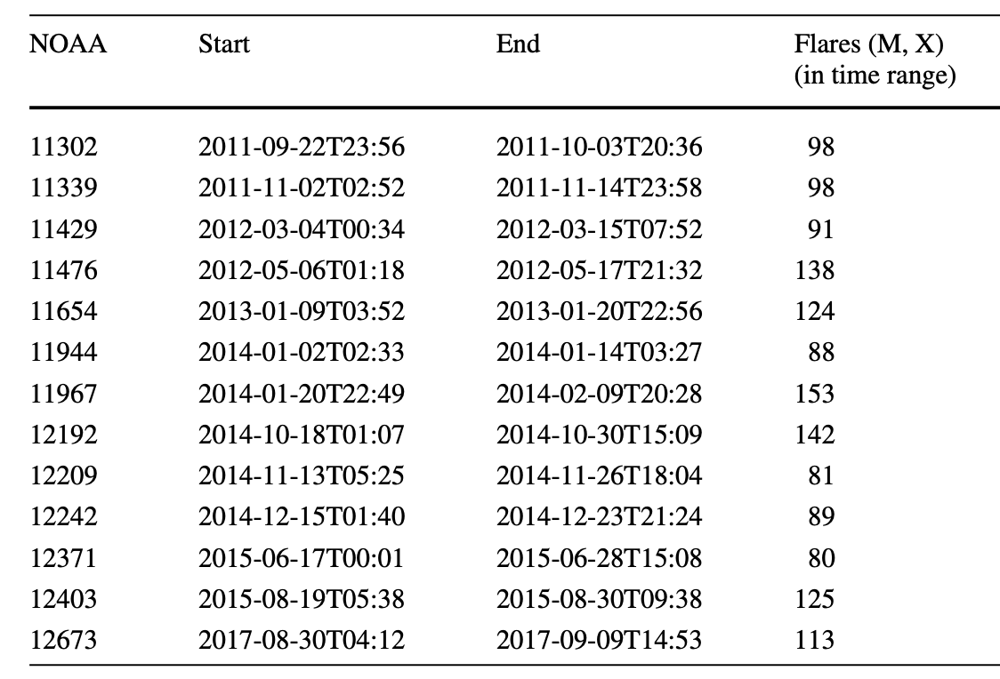 NOAA Start End Flares (M, X)
(in time range)
11302 2011-09-22T23:56 2011-10-03T20:36 98
11339 2011-11-02T02:52 2011-11-14T23:58 98
11429 2012-03-04T00:34 2012-03-15T07:52 91
11476 2012-05-06T01:18 2012-05-17T21:32 138
11654 2013-01-09T03:52 2013-01-20T22:56 124
11944 2014-01-02T02:33 2014-01-14T03:27 88
11967 2014-01-20T22:49 2014-02-09T20:28 153
12192 2014-10-18T01:07 2014-10-30T15:09 142
12209 2014-11-13T05:25 2014-11-26T18:04 81
12242 2014-12-15T01:40 2014-12-23T21:24 89
12371 2015-06-17T00:01 2015-06-28T15:08 80
12403 2015-08-19T05:38 2015-08-30T09:38 125
12673 2017-08-30T04:12 2017-09-09T14:53 113